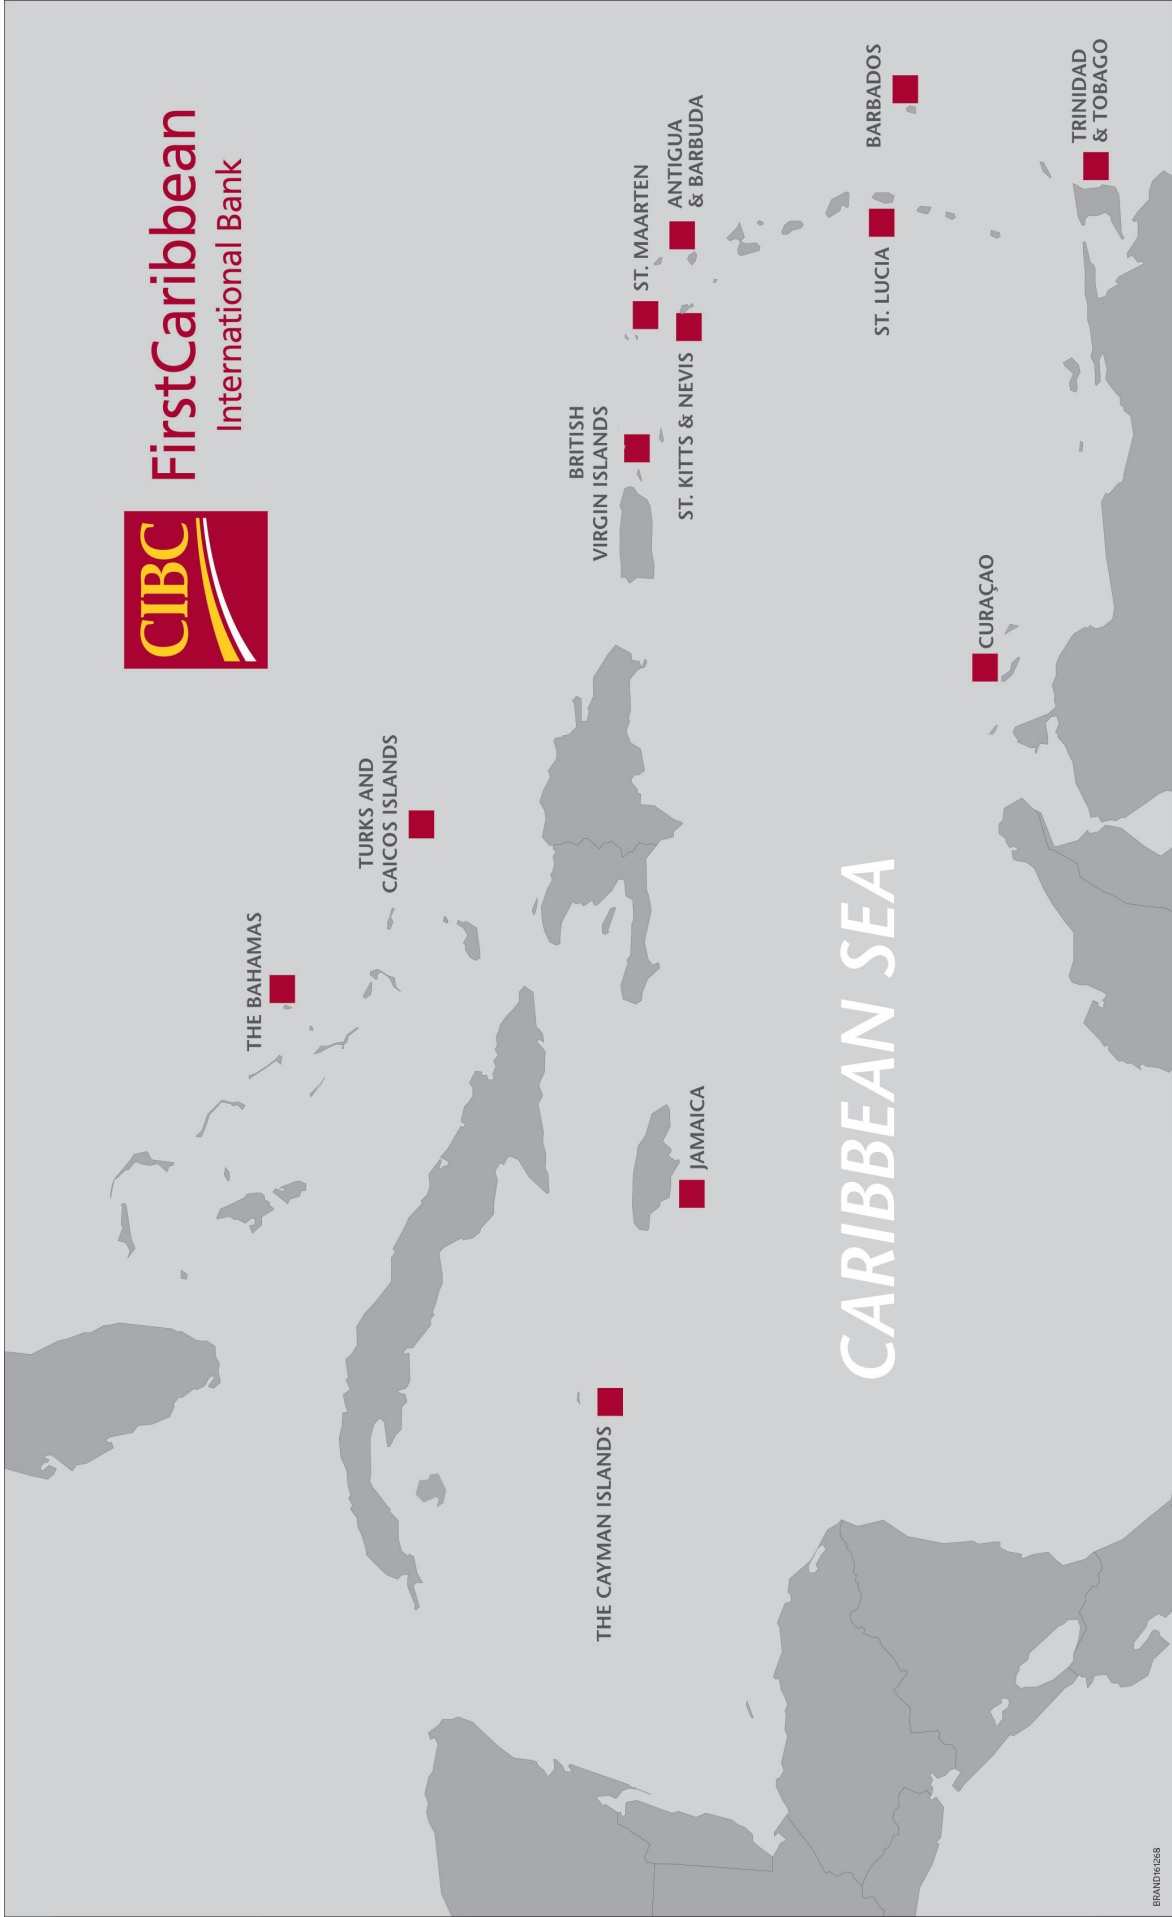 CIBC
FirstCaribbean
International Bank
THE BAHAMAS
TURKS AND
CAICOS ISLANDS
BRITISH
VIRGIN ISLANDS
ST. MAARTEN
ANTIGUA
& BARBUDA
ST. KITTS & NEVIS
THE CAYMAN ISLANDS
JAMAICA
BARBADOS
ST. LUCIA
CARIBBEAN SEA
CURAÇAO
TRINIDAD
& TOBAGO
BRAND161268